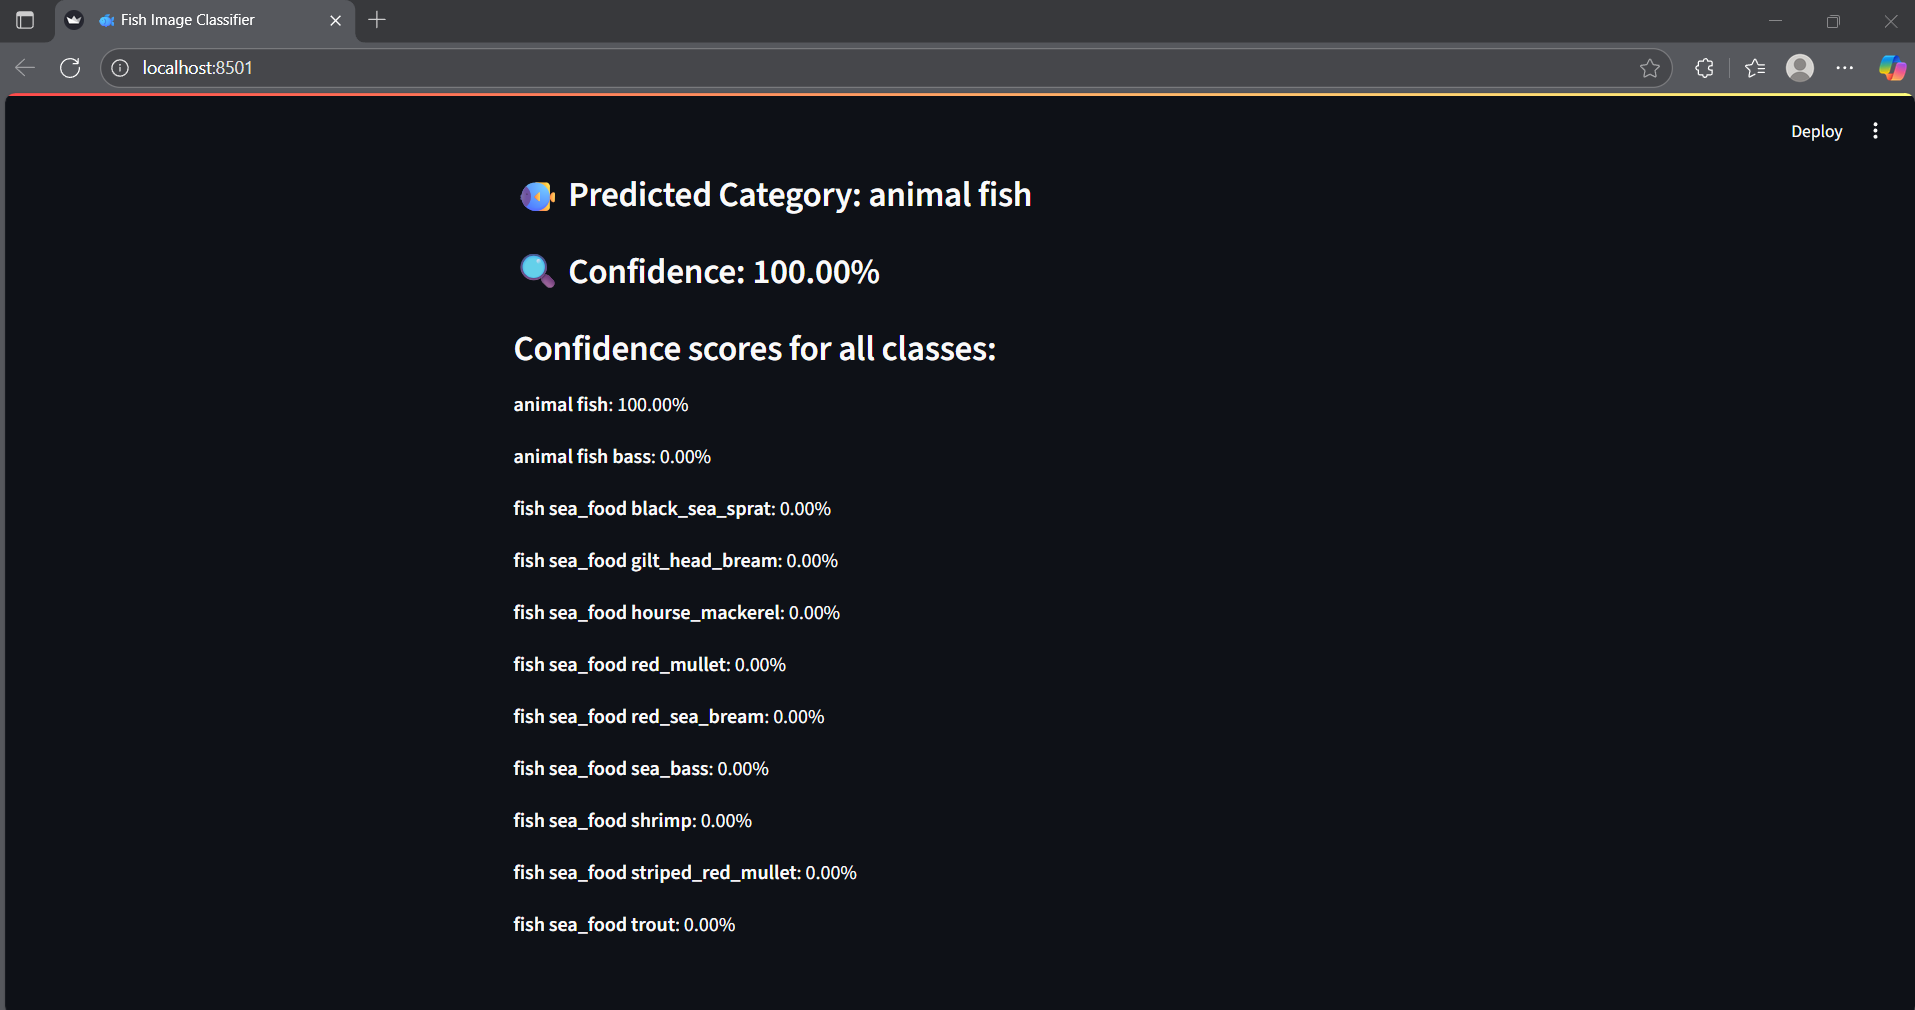 Fish Image Classifier
localhost:8501
Deploy
Predicted Category: animal fish
Confidence: 100.00%
Confidence scores for all classes:
animal fish: 100.00%
animal fish bass: 0.00%
fish sea_food black_sea_sprat: 0.00%
fish sea_food gilt_head_bream: 0.00%
fish sea_food hourse_mackerel: 0.00%
fish sea_food red_mullet: 0.00%
fish sea_food red_sea_bream: 0.00%
fish sea_food sea_bass: 0.00%
fish sea_food shrimp: 0.00%
fish sea_food striped_red_mullet: 0.00%
fish sea_food trout: 0.00%